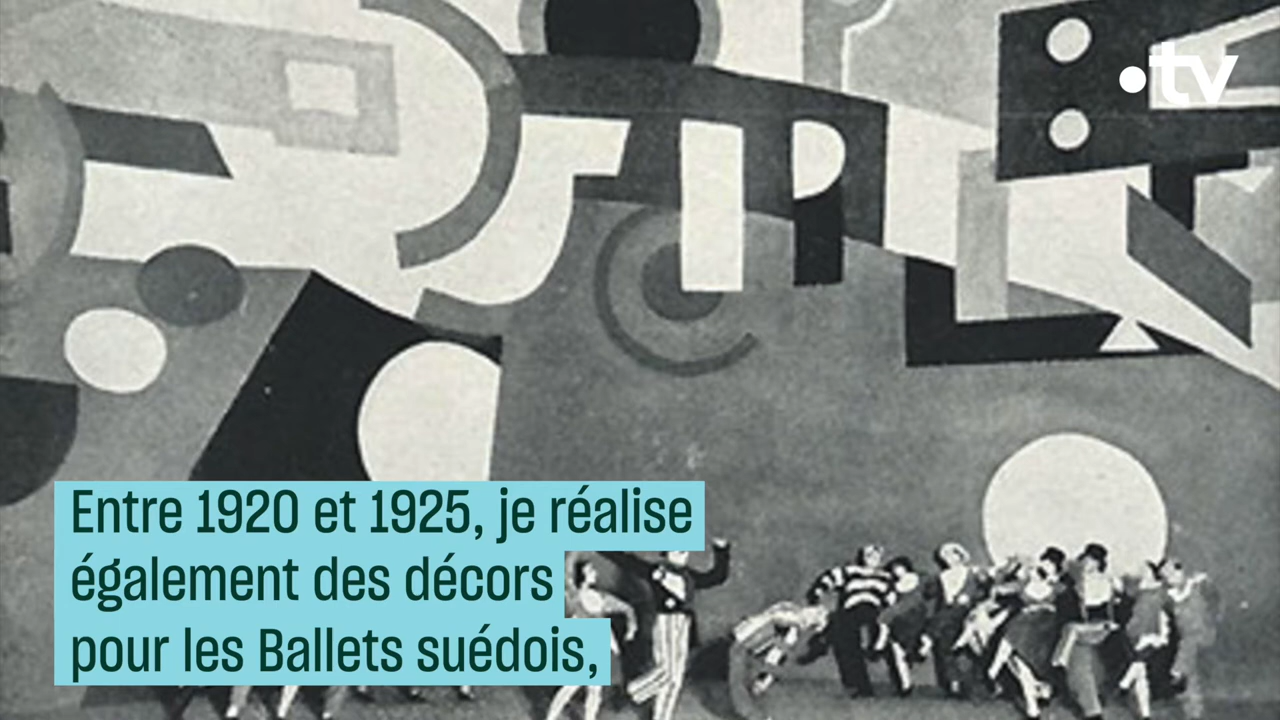 •tv
Entre 1920 et 1925, je réalise
également des décors
pour les Ballets suédois,